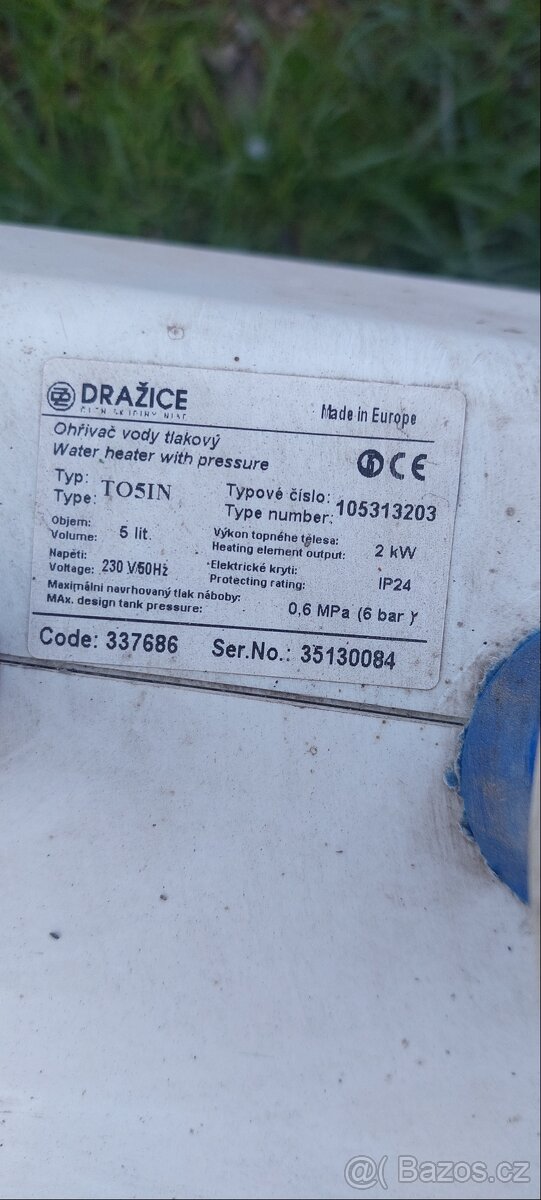 DRAŽICE
Made in Europe
Ohřivač vody tlakový
Water heater with pressure
CE
Typ:
Type: TO5IN
Typové číslo:
Type number: 105313203
Objem:
Volume: 5 lit.
Výkon topného tělesa:
Heating element output: 2 kW
Napětí:
Voltage: 230 V/50Hz
Elektrické krytí:
Protecting rating: IP24
Maximální navrhovaný tlak náboby:
MAx. design tank pressure: 0,6 MPa (6 bar)
Code: 337686 Ser.No.: 35130084
@( Bazos.cz